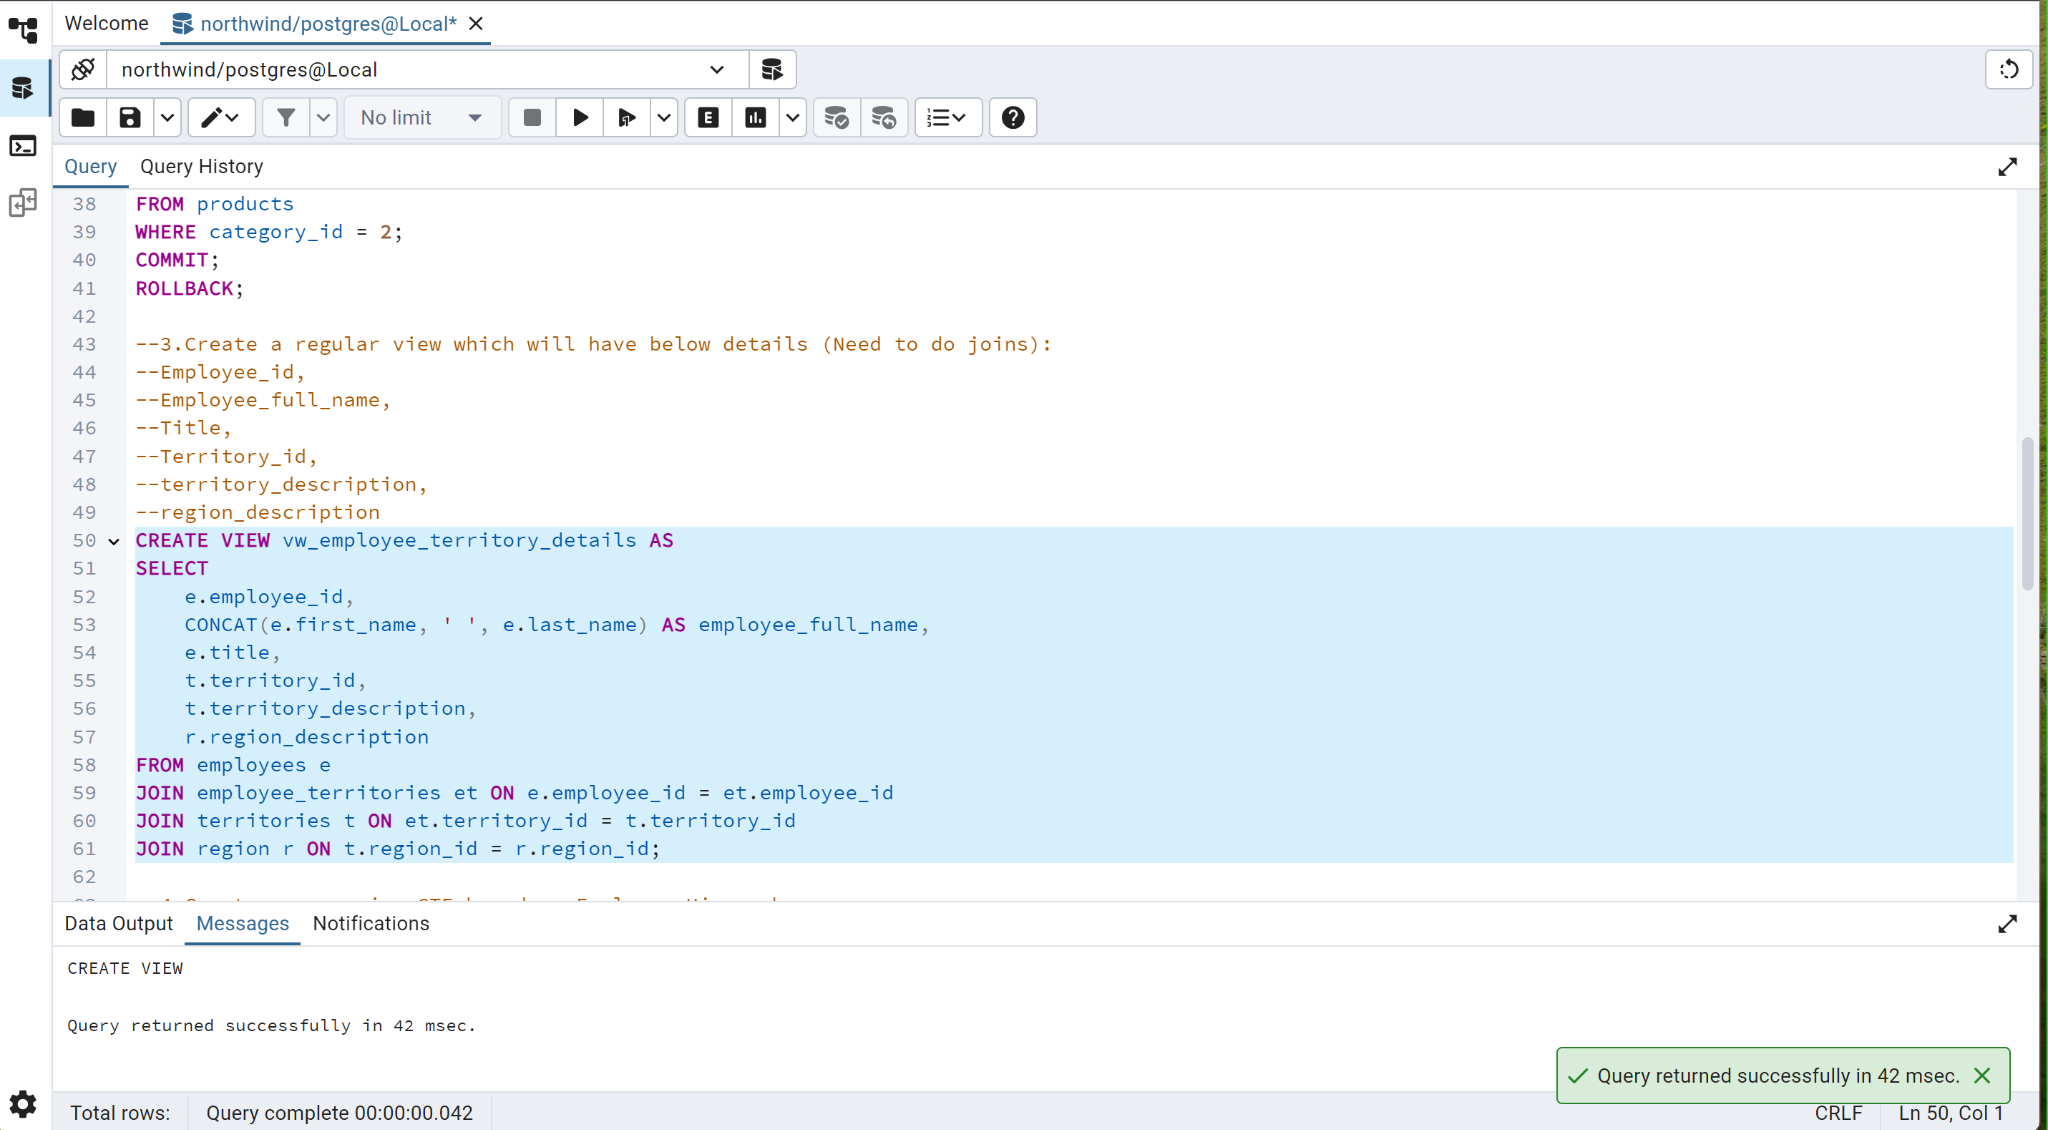 Welcome
northwind/postgres@Local*
northwind/postgres@Local
No limit
E
Query
Query History
38 FROM products
39 WHERE category_id = 2;
40 COMMIT;
41 ROLLBACK;
42
43 --3.Create a regular view which will have below details (Need to do joins):
44 --Employee_id,
45 --Employee_full_name,
46 --Title,
47 --Territory_id,
48 --territory_description,
49 --region_description
50 CREATE VIEW vw_employee_territory_details AS
51 SELECT
52     e.employee_id,
53     CONCAT(e.first_name, ' ', e.last_name) AS employee_full_name,
54     e.title,
55     t.territory_id,
56     t.territory_description,
57     r.region_description
58 FROM employees e
59 JOIN employee_territories et ON e.employee_id = et.employee_id
60 JOIN territories t ON et.territory_id = t.territory_id
61 JOIN region r ON t.region_id = r.region_id;
62
Data Output
Messages
Notifications
CREATE VIEW
Query returned successfully in 42 msec.
Query returned successfully in 42 msec.
Total rows:
Query complete 00:00:00.042
CRLF
Ln 50, Col 1